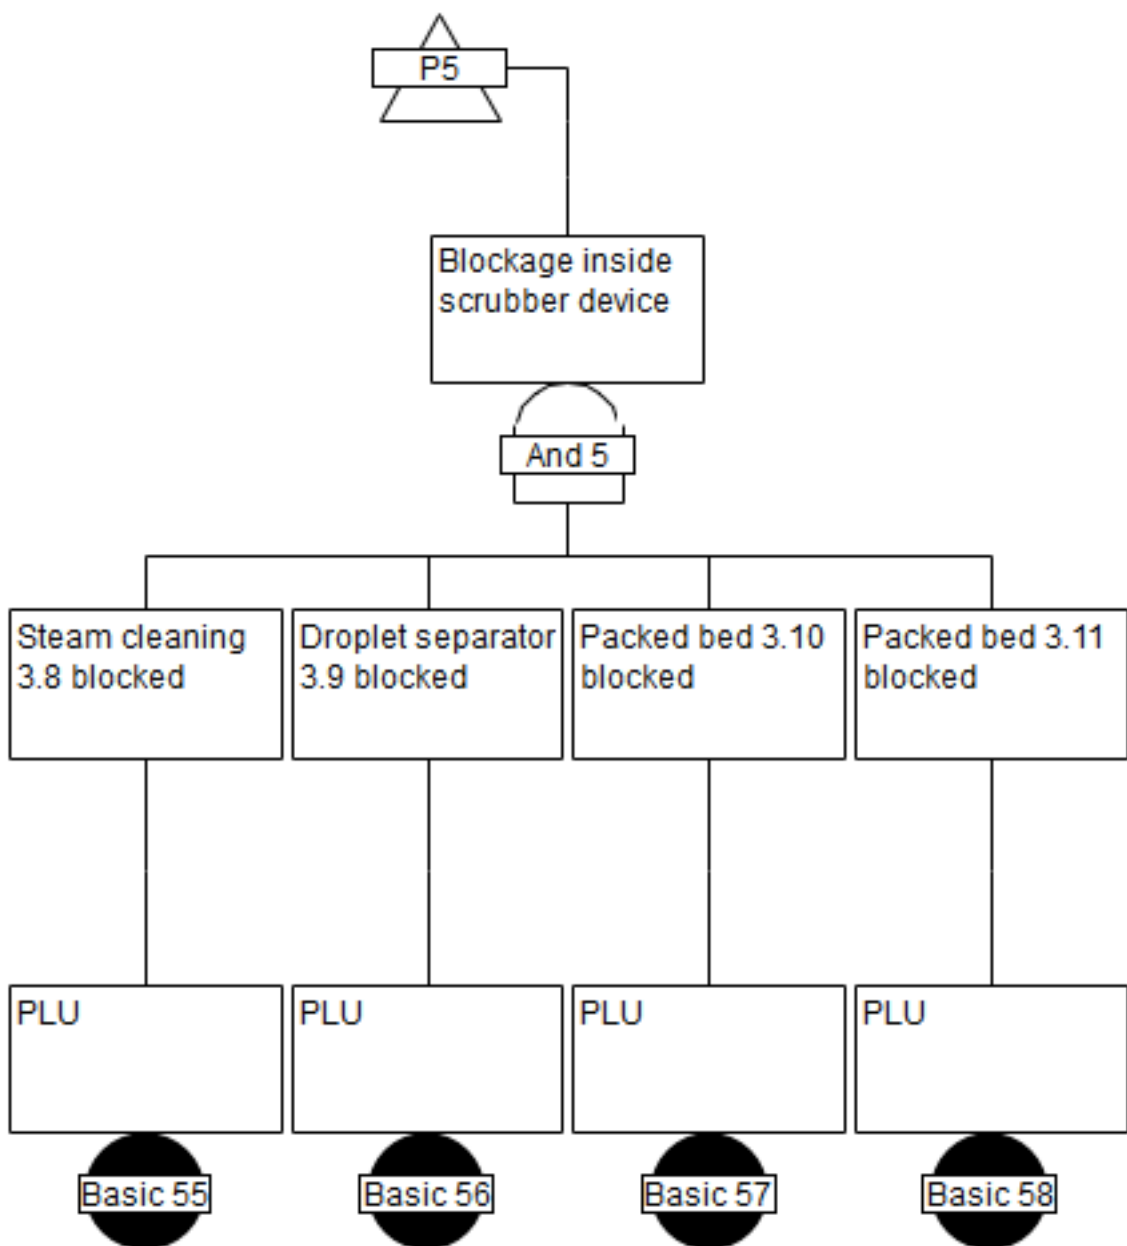 P5
Blockage inside
scrubber device
And 5
Steam cleaning
3.8 blocked
Droplet separator
3.9 blocked
Packed bed 3.10
blocked
Packed bed 3.11
blocked
PLU
PLU
PLU
PLU
Basic 55
Basic 56
Basic 57
Basic 58